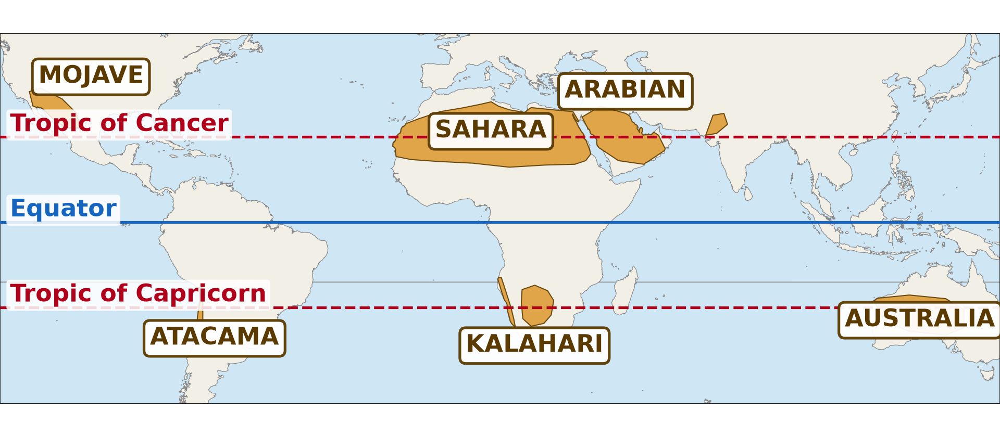 MOJAVE
ARABIAN
Tropic of Cancer
SAHARA
Equator
Tropic of Capricorn
AUSTRALIA
ATACAMA
KALAHARI